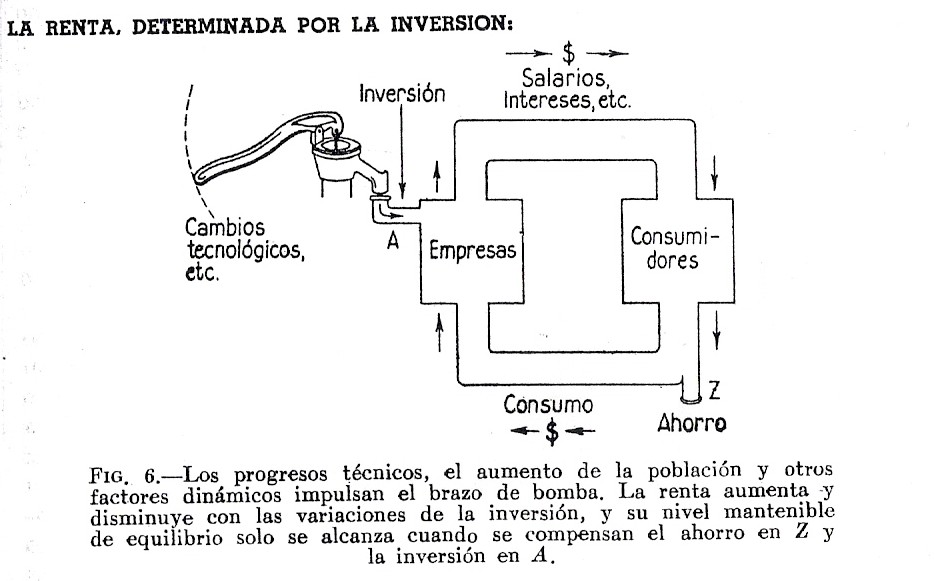 LA RENTA, DETERMINADA POR LA INVERSION:
$
Salarios,
Intereses, etc.
Inversión
Cambios
tecnológicos,
etc.
A
Empresas
Consumi-
dores
Z
Consumo
$
Ahorro
FIG. 6.—Los progresos técnicos, el aumento de la población y otros
factores dinámicos impulsan el brazo de bomba. La renta aumenta y
disminuye con las variaciones de la inversión, y su nivel mantenible
de equilibrio solo se alcanza cuando se compensan el ahorro en Z y
la inversión en A.